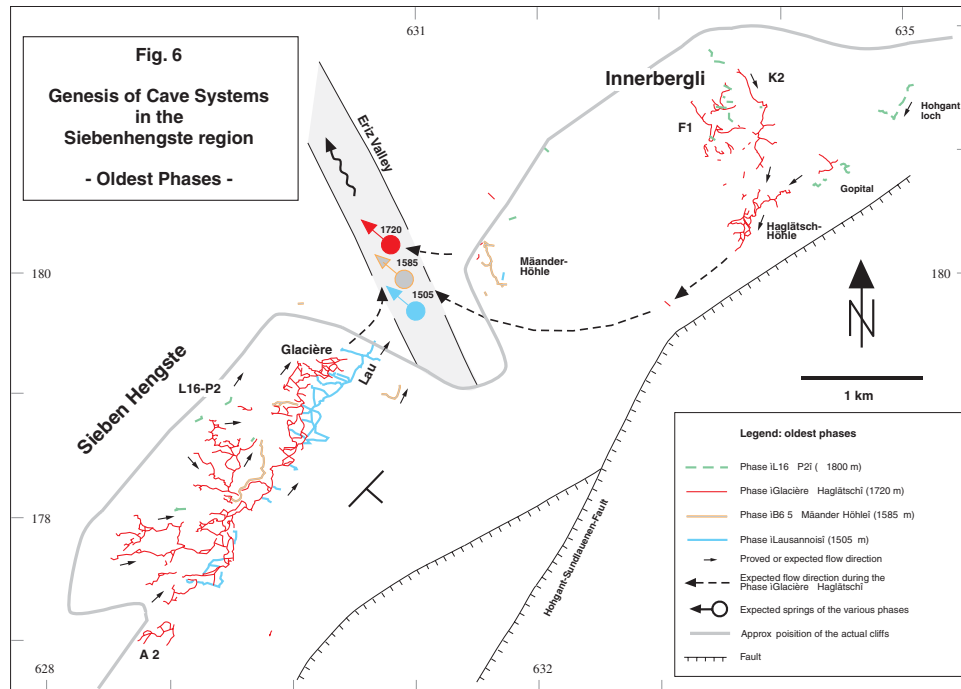 Fig. 6
Genesis of Cave Systems
in the
Siebenhengste region
- Oldest Phases -
631
635
Innerbergli
K2
F1
Hohgant
loch
Gopital
Haglätsch-
Höhle
Eriz Valley
1720
1585
1505
Mäander-
Höhle
180
180
Sieben Hengste
Glacière
Lau
L16-P2
N
1 km
178
Hohgant-Sundlauenen-Fault
A 2
628
632
Legend: oldest phases
Phase ìL16 P2î ( 1800 m)
Phase ìGlacière Haglätschî (1720 m)
Phase ìB6 5 Mäander Höhleî (1585 m)
Phase ìLausannoisî (1505 m)
Proved or expected flow direction
Expected flow direction during the
Phase ìGlacière Haglätschî
Expected springs of the various phases
Approx poisition of the actual cliffs
Fault